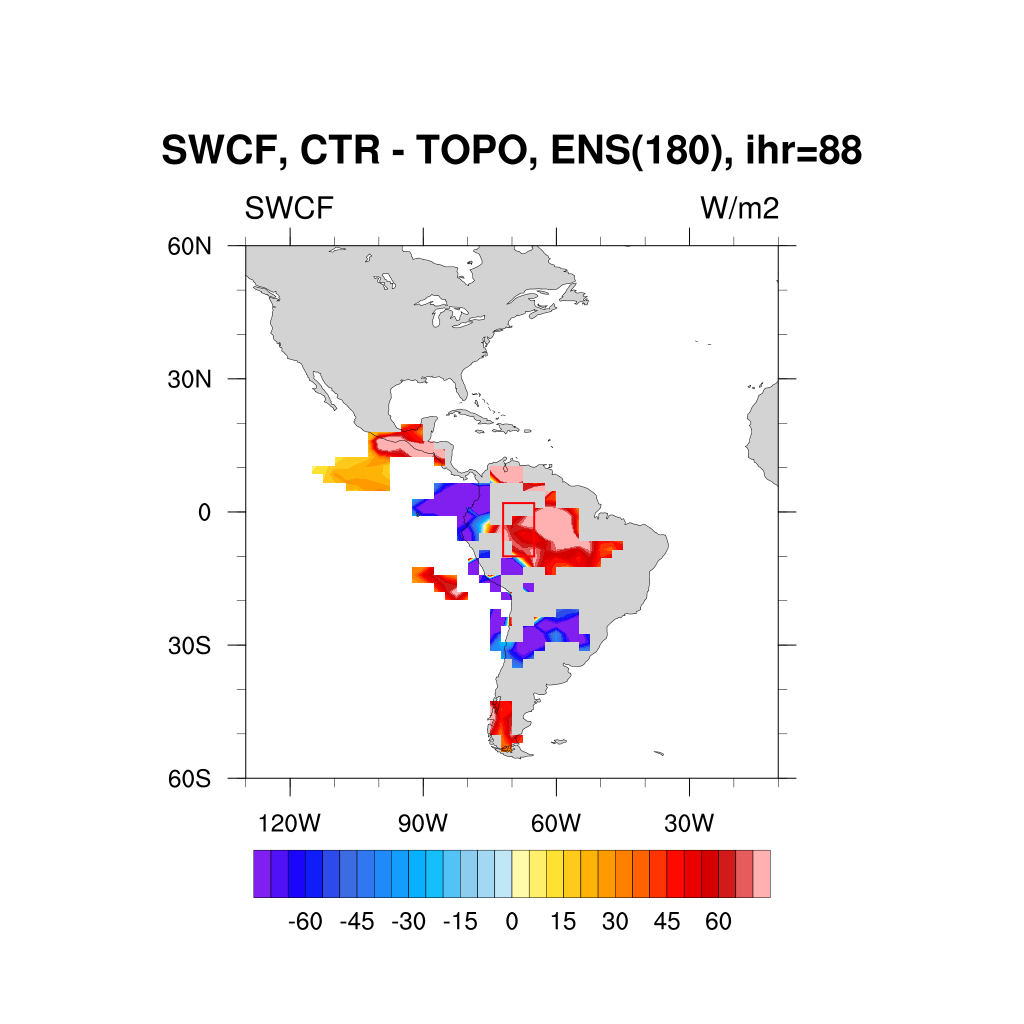 SWCF, CTR - TOPO, ENS(180), ihr=88
SWCF W/m2
60N
30N
0
30S
60S
120W 90W 60W 30W
-60 -45 -30 -15 0 15 30 45 60